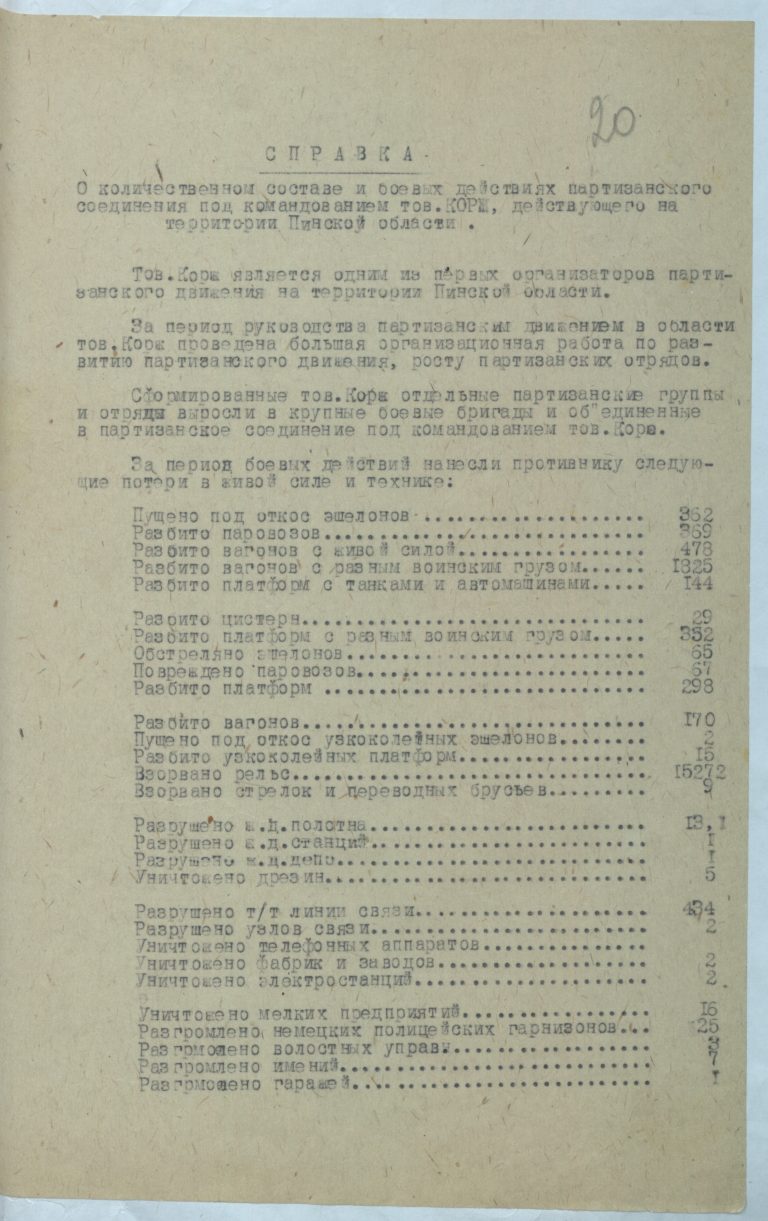 20
СПРАВКА
О количественном составе и боевых действиях партизанского
соединения под командованием тов.КОРЖ, действующего на
территории Пинской области .
Тов.Корж является одним из первых организаторов парти-
занского движения на территории Пинской области.
За период руководства партизанским движением в области
тов.Корж проведена большая организационная работа по раз-
витию партизанского движения, росту партизанских отрядов.
Сформированные тов.Корж отдельные партизанские группы
и отряды выросли в крупные боевые бригады и об"единенные
в партизанское соединение под командованием тов.Корж.
За период боевых действий нанесли противнику следую-
щие потери в живой силе и технике:
Пущено под откос эшелонов ..................... 362
Разбито паровозов............................. 369
Разбито вагонов с живой силой................. 478
Разбито вагонов с разным воинским грузом...... 1325
Разбито платформ с танками и автомашинами..... 144
Разбито цистерн............................... 29
Разбито платформ с разным воинским грузом..... 352
Обстреляно эшелонов........................... 65
Повреждено паровозов.......................... 67
Разбито платформ ............................. 298
Разбито вагонов............................... 170
Пущено под откос узкоколейных эшелонов........ 2
Разбито узкоколейных платформ................. 15
Взорвано рельс................................ 15272
Взорвано стрелок и переводных брусьев......... 9
Разрушено ж.д.полотна......................... 13,1
Разрушено ж.д.станций......................... 1
Разрушено ж.д.депо............................ 1
Уничтожено дрезин............................. 5
Разрушено т/т линии связи..................... 434
Разрушено узлов связи......................... 2
Уничтожено телефонных аппаратов...............
Уничтожено фабрик и заводов................... 2
Уничтожено электростанций..................... 2
Уничтожено мелких предприятий................. 16
Разгромлено немецких полицейских гарнизонов... 25
Разгрмолено волостных управ................... 3
Разгромлено имений............................ 7
Разгрмолено гаражей........................... 1